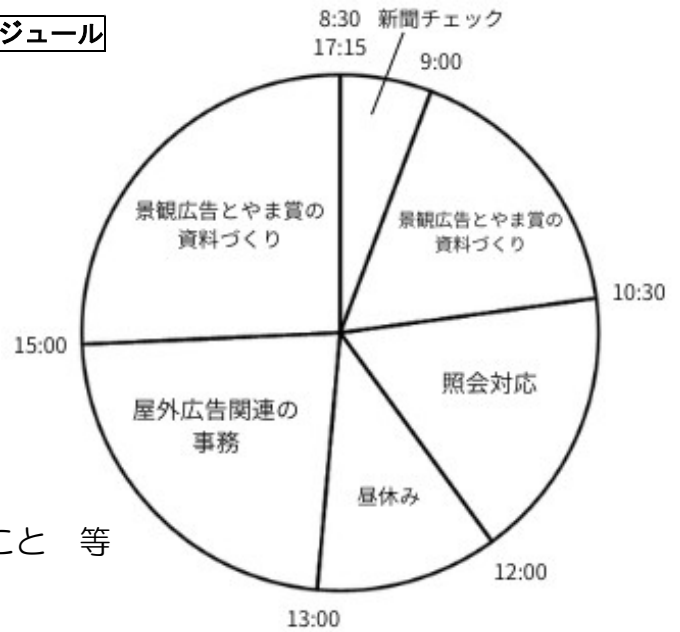 ジュール
8:30 新聞チェック
17:15
9:00
景観広告とやま賞の
資料づくり
景観広告とやま賞の
資料づくり
10:30
15:00
照会対応
屋外広告関連の
事務
昼休み
こと 等
12:00
13:00